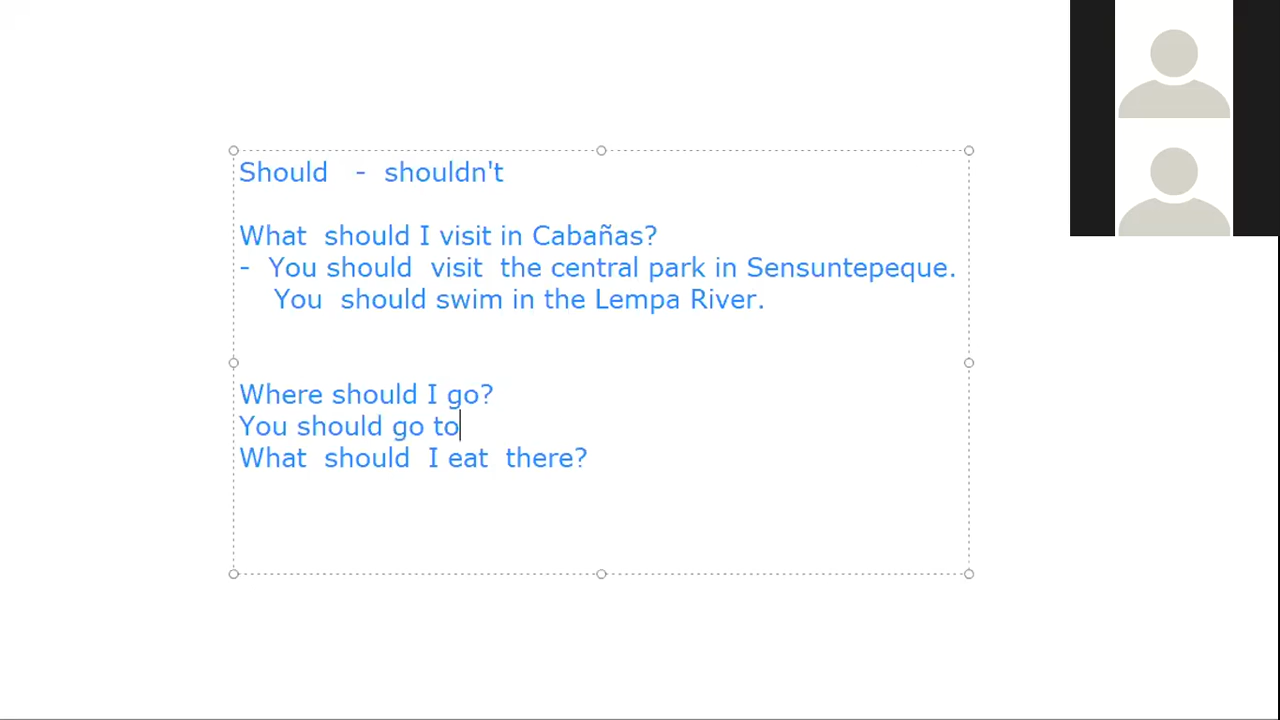 Should - shouldn't
What should I visit in Cabañas?
- You should visit the central park in Sensuntepeque.
You should swim in the Lempa River.
Where should I go?
You should go to
What should I eat there?